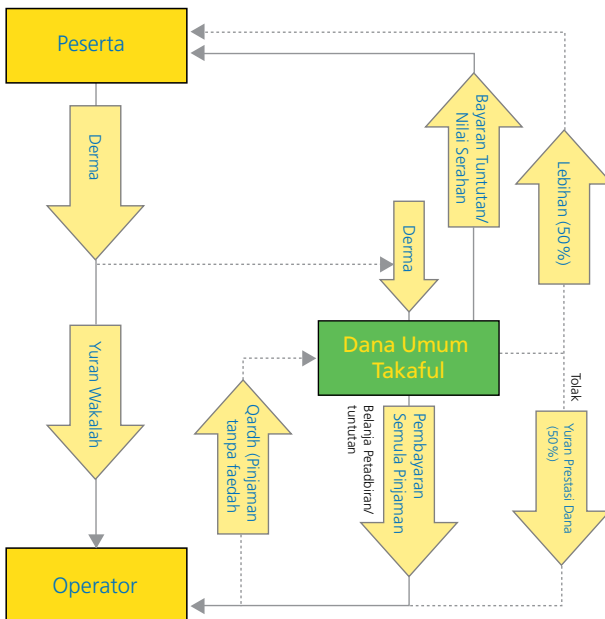 Peserta
Derma
Bayaran Tuntutan/
Nilai Serahan
Lebihan (50%)
Derma
Dana Umum
Takaful
Yuran Wakalah
Qardh (Pinjaman
tanpa faedah
Belanja Petadbiran/
tuntutan
Pembayaran
Semula Pinjaman
Tolak
Yuran Prestasi Dana
(50%)
Operator